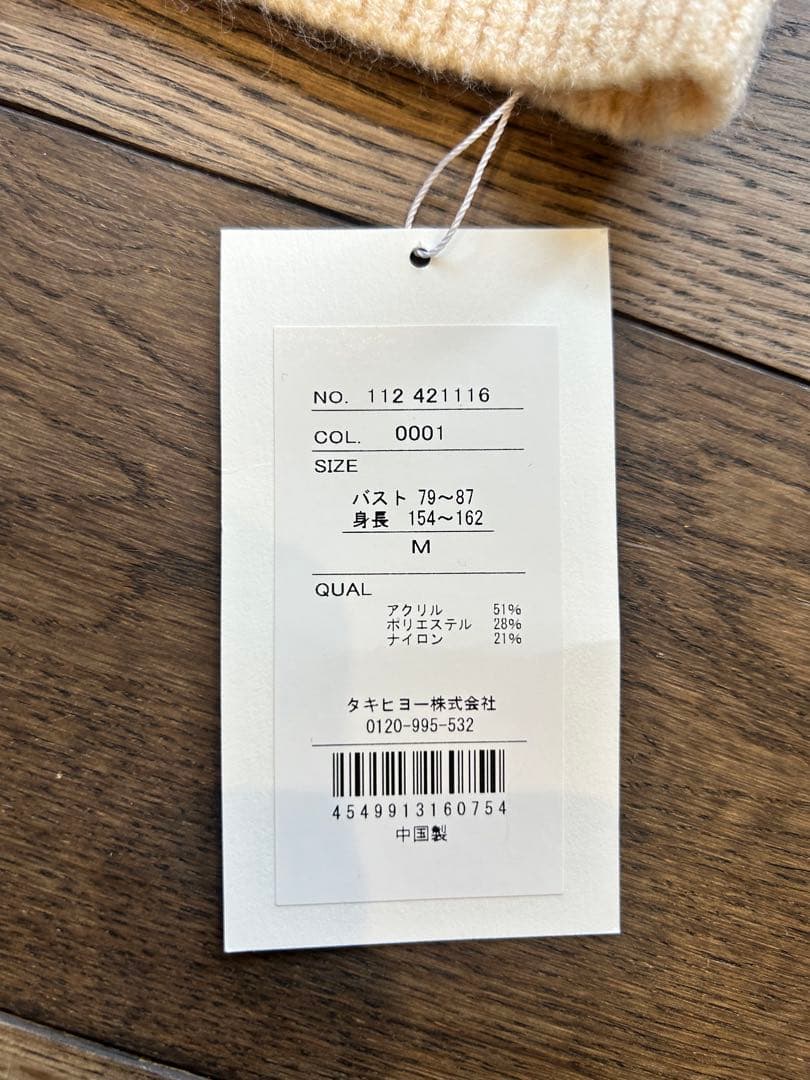 NO. 112 421116
COL. 0001
SIZE
バスト 79～87
身長 154～162
M
QUAL
アクリル 51%
ポリエステル 28%
ナイロン 21%
タキヒヨー株式会社
0120-995-532
4549913160754
中国製